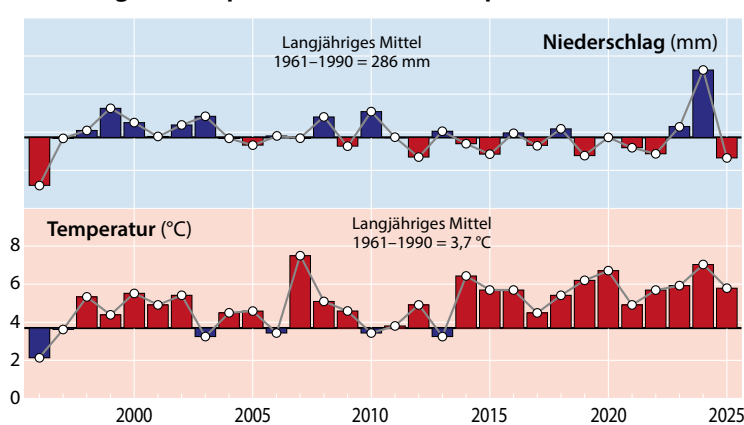 Langjähriges Mittel
1961–1990 = 286 mm
Niederschlag (mm)
Temperatur (°C)
Langjähriges Mittel
1961–1990 = 3,7 °C
8
6
4
2
0
2000
2005
2010
2015
2020
2025